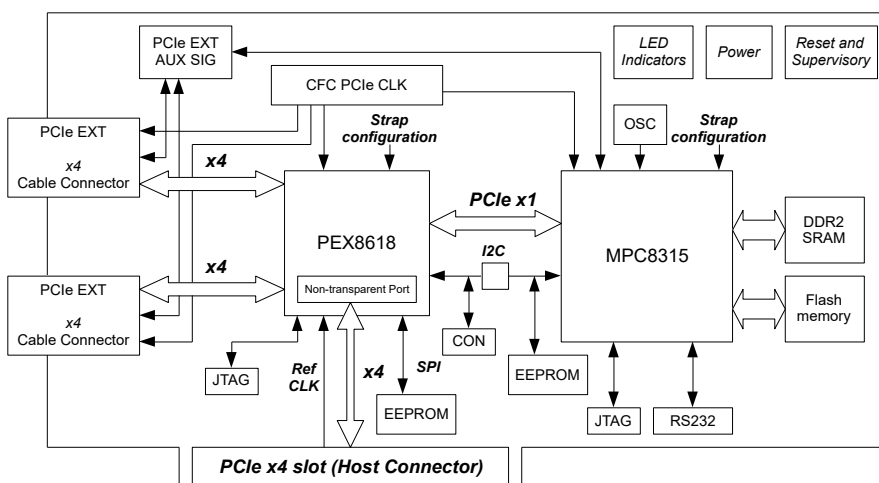 PCIe EXT
AUX SIG
LED
Indicators
Power
Reset and
Supervisory
CFC PCIe CLK
PCIe EXT
x4
Cable Connector
x4
Strap
configuration
OSC
Strap
configuration
PEX8618
Non-transparent Port
PCIe x1
I2C
MPC8315
DDR2
SRAM
PCIe EXT
x4
Cable Connector
x4
Flash
memory
JTAG
Ref
CLK
x4
SPI
EEPROM
CON
EEPROM
JTAG
RS232
PCIe x4 slot (Host Connector)